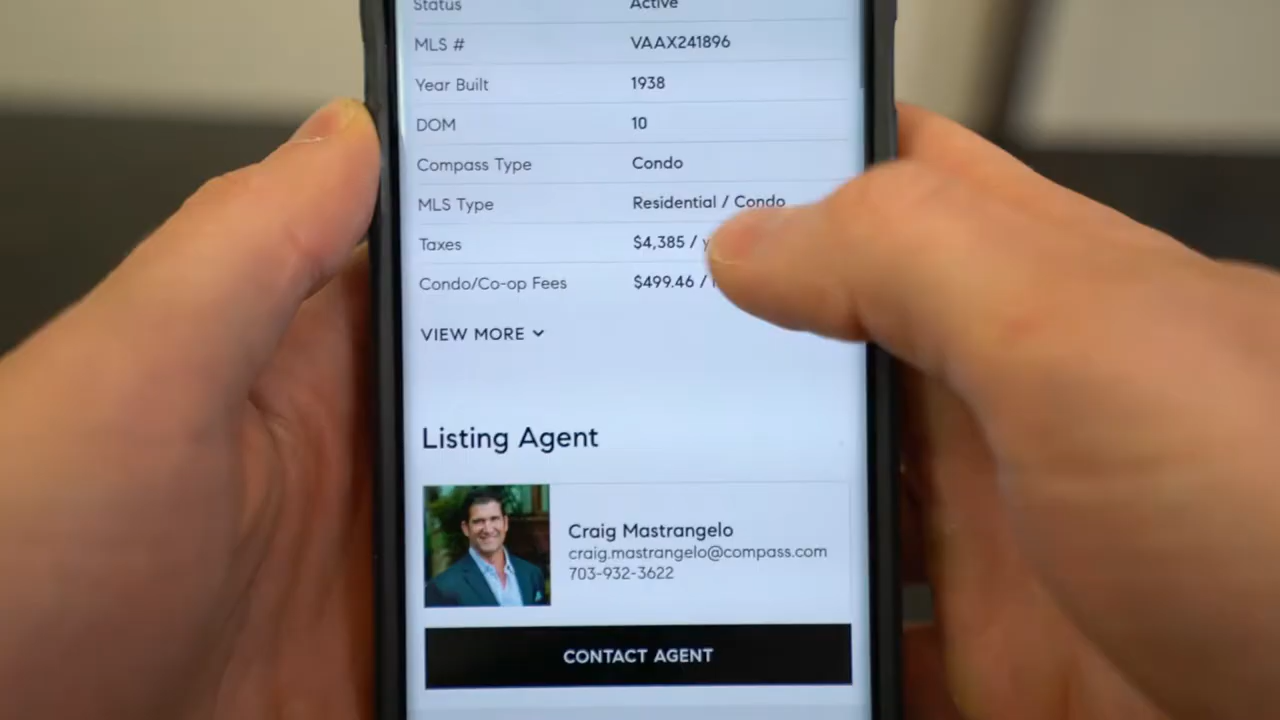 Status Active
MLS # VAAX241896
Year Built 1938
DOM 10
Compass Type Condo
MLS Type Residential / Condo
Taxes $4,385 /
Condo/Co-op Fees $499.46 /
VIEW MORE
Listing Agent
Craig Mastrangelo
craig.mastrangelo@compass.com
703-932-3622
CONTACT AGENT